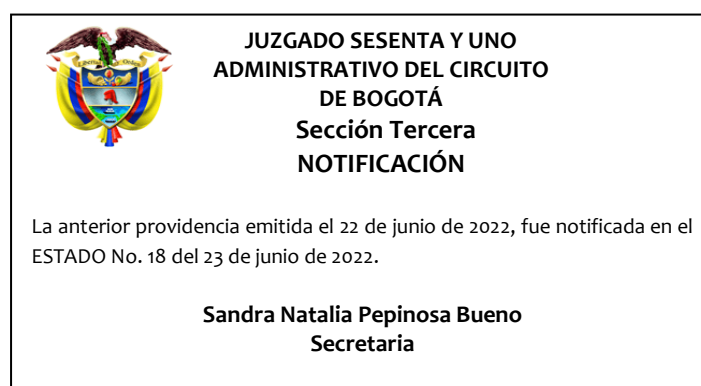 Libertad y Orden
JUZGADO SESENTA Y UNO
ADMINISTRATIVO DEL CIRCUITO
DE BOGOTÁ
Sección Tercera
NOTIFICACIÓN
La anterior providencia emitida el 22 de junio de 2022, fue notificada en el
ESTADO No. 18 del 23 de junio de 2022.
Sandra Natalia Pepinosa Bueno
Secretaria